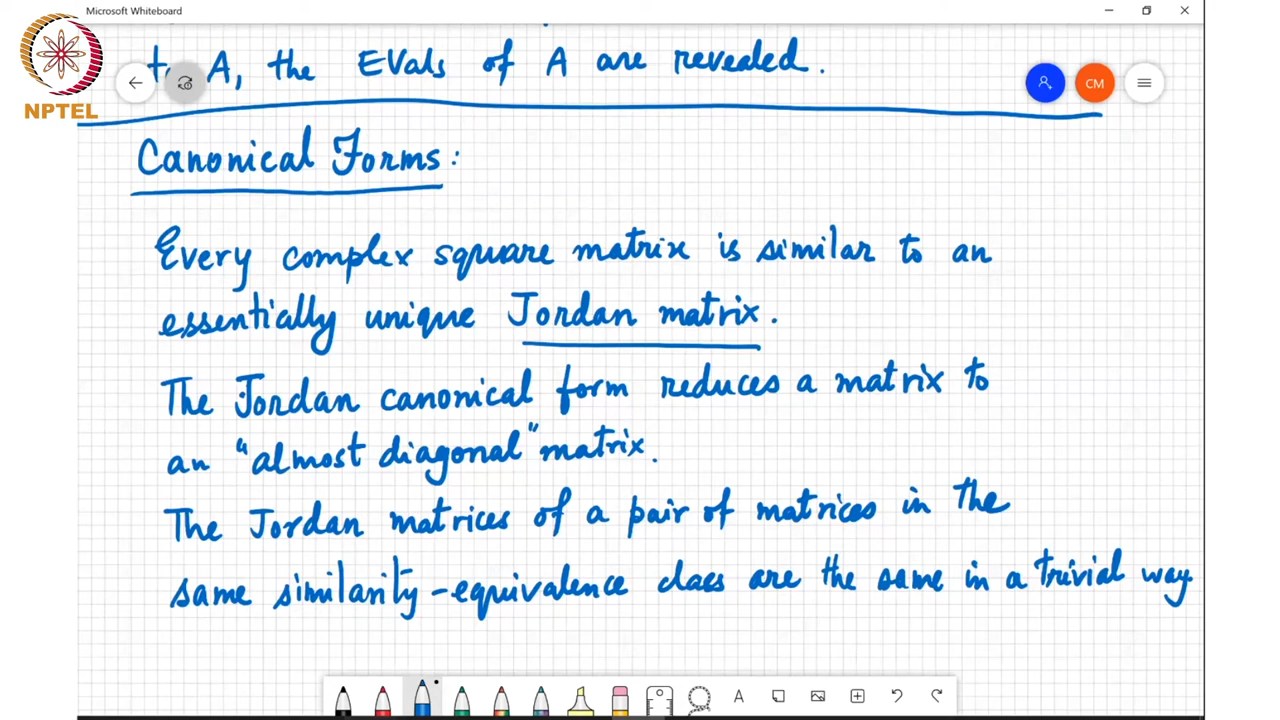 Microsoft Whiteboard
to A, the EVals of A are revealed.
NPTEL
CM
Canonical Forms:
Every complex square matrix is similar to an
essentially unique Jordan matrix.
The Jordan canonical form reduces a matrix to
an "almost diagonal" matrix.
The Jordan matrices of a pair of matrices in the
same similarity-equivalence class are the same in a trivial way
A